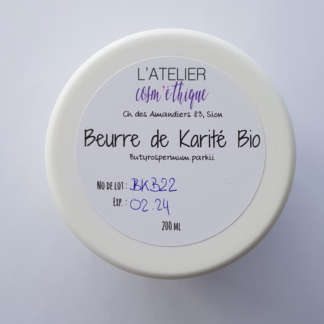 L'ATELIER
cosm'éthique
Ch. des Amandiers 83, Sion
Beurre de Karité Bio
Butyrospermum parkii
No de lot : BKB22
Exp. : 02.24
200 ml